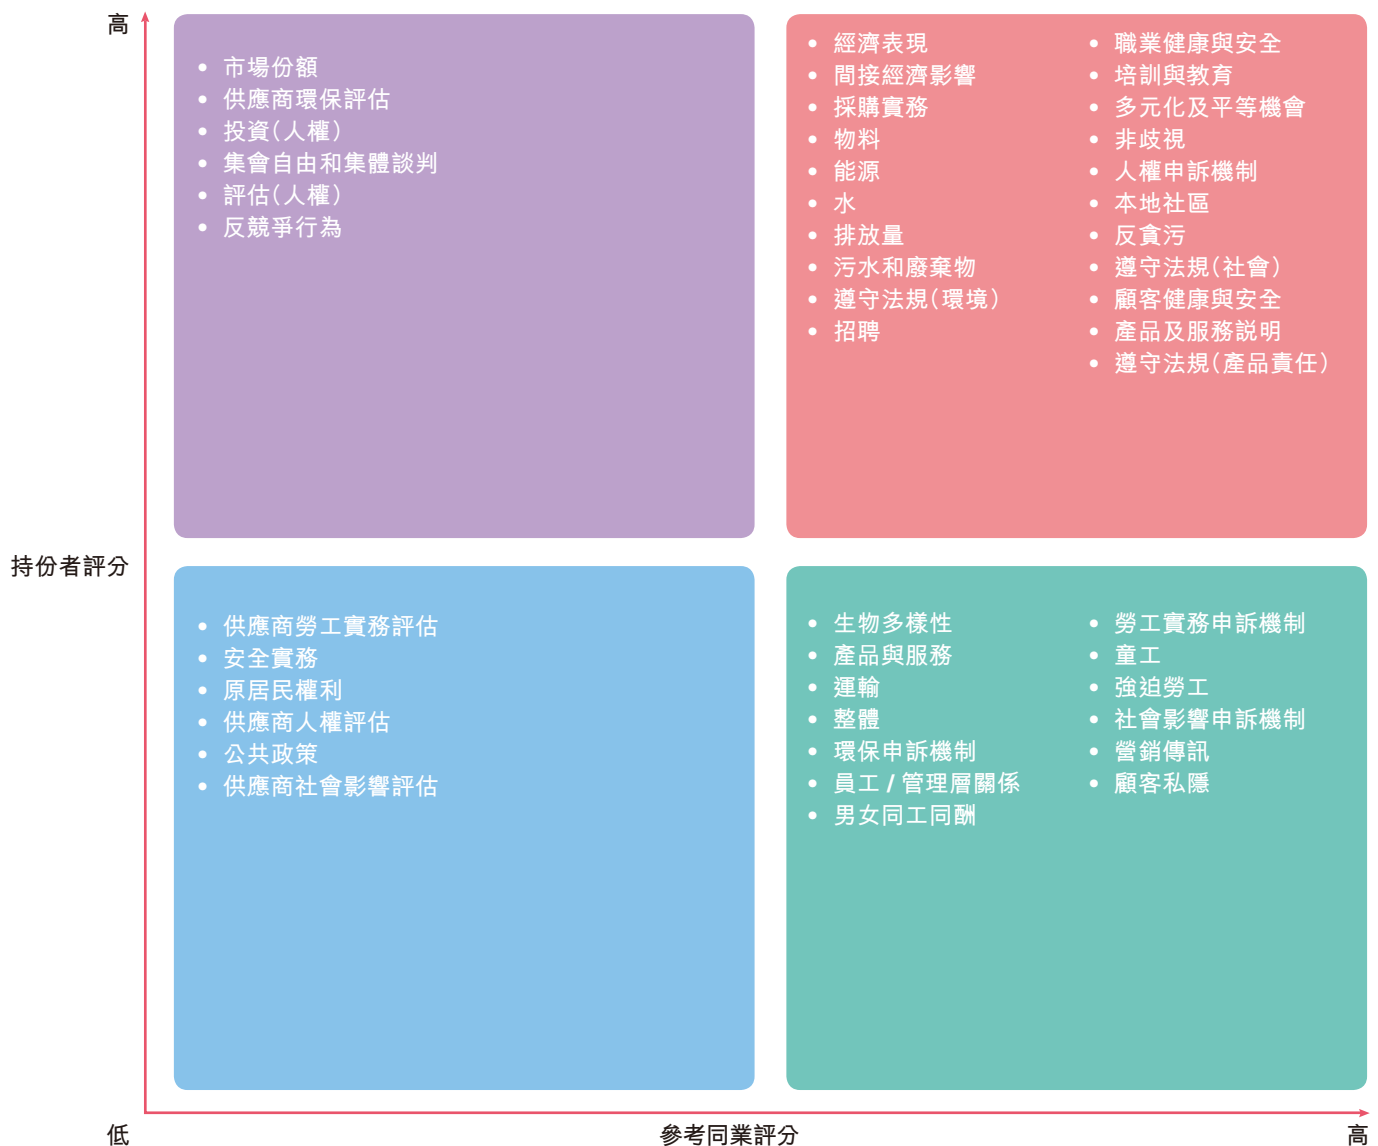 高
• 市場份額
• 供應商環保評估
• 投資(人權)
• 集會自由和集體談判
• 評估(人權)
• 反競爭行為
• 經濟表現
• 間接經濟影響
• 採購實務
• 物料
• 能源
• 水
• 排放量
• 污水和廢棄物
• 遵守法規(環境)
• 招聘
• 職業健康與安全
• 培訓與教育
• 多元化及平等機會
• 非歧視
• 人權申訴機制
• 本地社區
• 反貪污
• 遵守法規(社會)
• 顧客健康與安全
• 產品及服務説明
• 遵守法規(產品責任)
持份者評分
• 供應商勞工實務評估
• 安全實務
• 原居民權利
• 供應商人權評估
• 公共政策
• 供應商社會影響評估
• 生物多樣性
• 產品與服務
• 運輸
• 整體
• 環保申訴機制
• 員工 / 管理層關係
• 男女同工同酬
• 勞工實務申訴機制
• 童工
• 強迫勞工
• 社會影響申訴機制
• 營銷傳訊
• 顧客私隱
低
參考同業評分
高